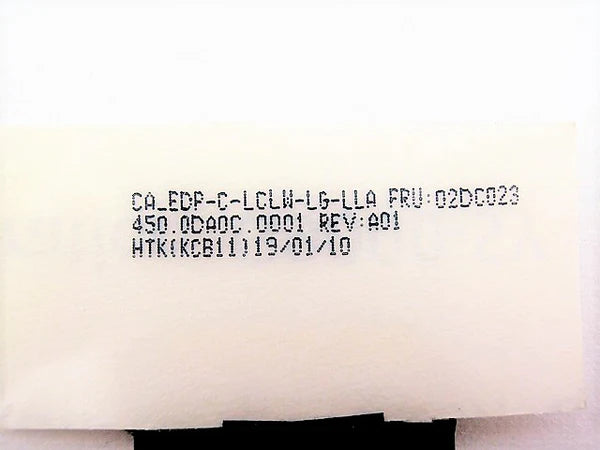 CA_EDP-C-LCLW-LG-LLA FRU:02DC023
450.0DA0C.0001 REV:A01
HTK(KCB11)19/01/10